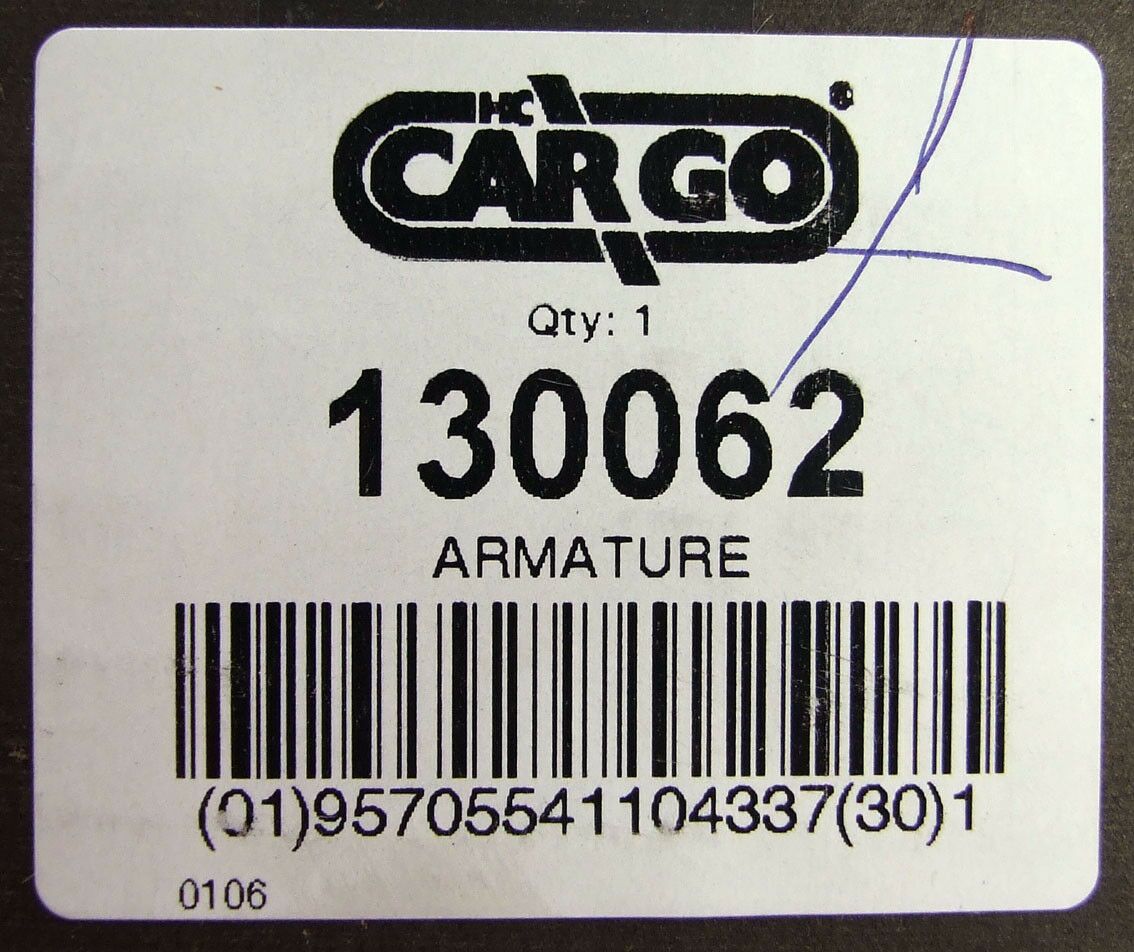 HC
CARGO®
Qty: 1
130062
ARMATURE
(01)95705541104337(30)1
0106